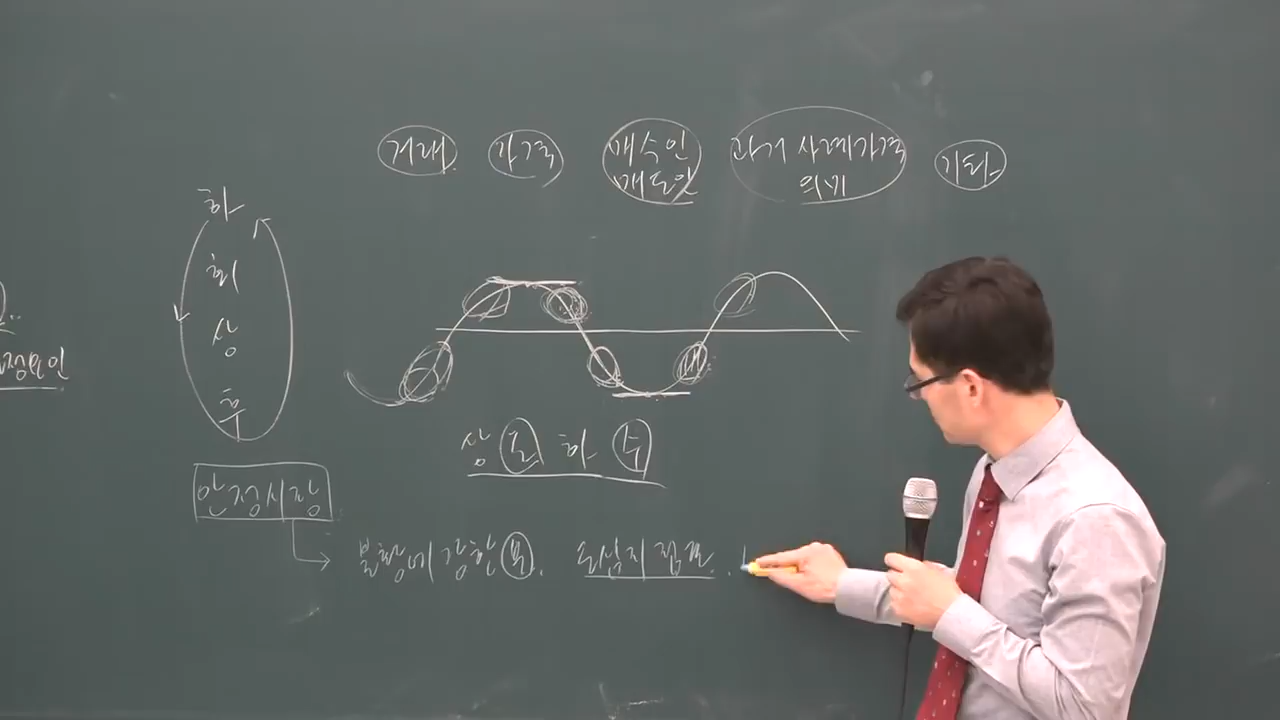 거래 가격 매수인 매도인 과거 사례가격 의미 기타
하
회
상
후
상 후 하 수
안정시장
불황에 강한 도심지 점포